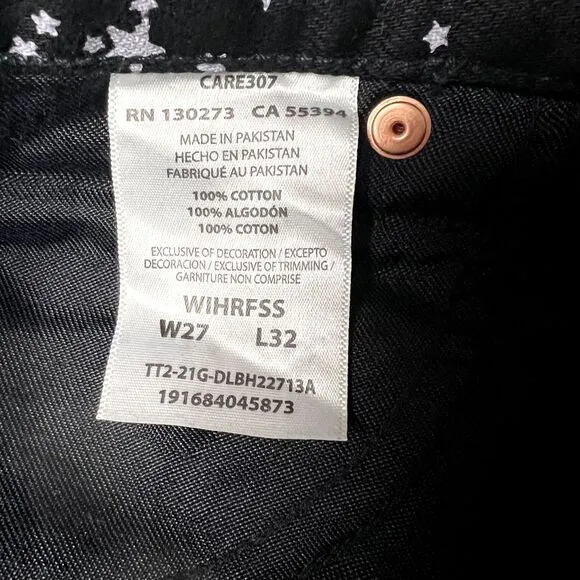 CARE307
RN 130273 CA 55394
MADE IN PAKISTAN
HECHO EN PAKISTAN
FABRIQUÉ AU PAKISTAN
100% COTTON
100% ALGODÓN
100% COTON
EXCLUSIVE OF DECORATION / EXCEPTO
DECORACION / EXCLUSIVE OF TRIMMING /
GARNITURE NON COMPRISE
WIHRFSS
W27 L32
TT2-21G-DLBH22713A
191684045873